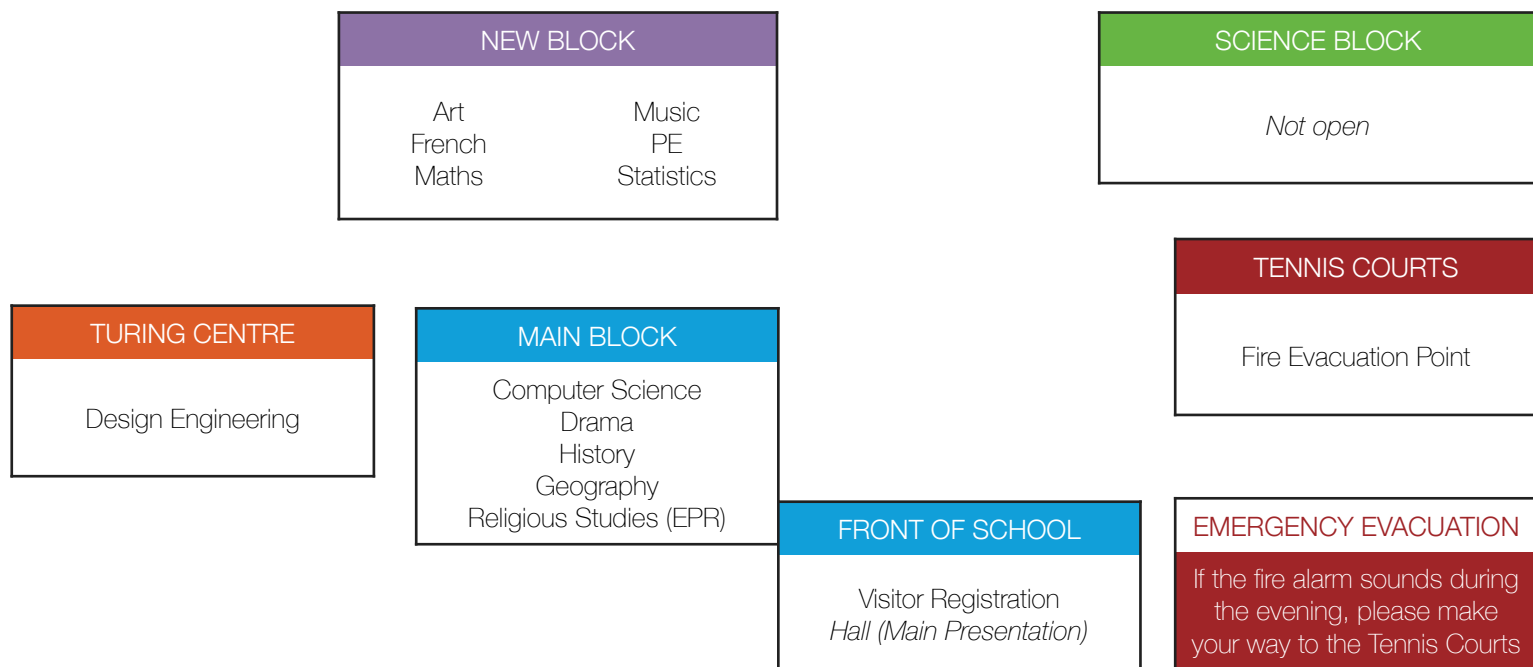 NEW BLOCK
Art
French
Maths
Music
PE
Statistics
SCIENCE BLOCK
Not open
TENNIS COURTS
Fire Evacuation Point
TURING CENTRE
Design Engineering
MAIN BLOCK
Computer Science
Drama
History
Geography
Religious Studies (EPR)
FRONT OF SCHOOL
Visitor Registration
Hall (Main Presentation)
EMERGENCY EVACUATION
If the fire alarm sounds during
the evening, please make
your way to the Tennis Courts